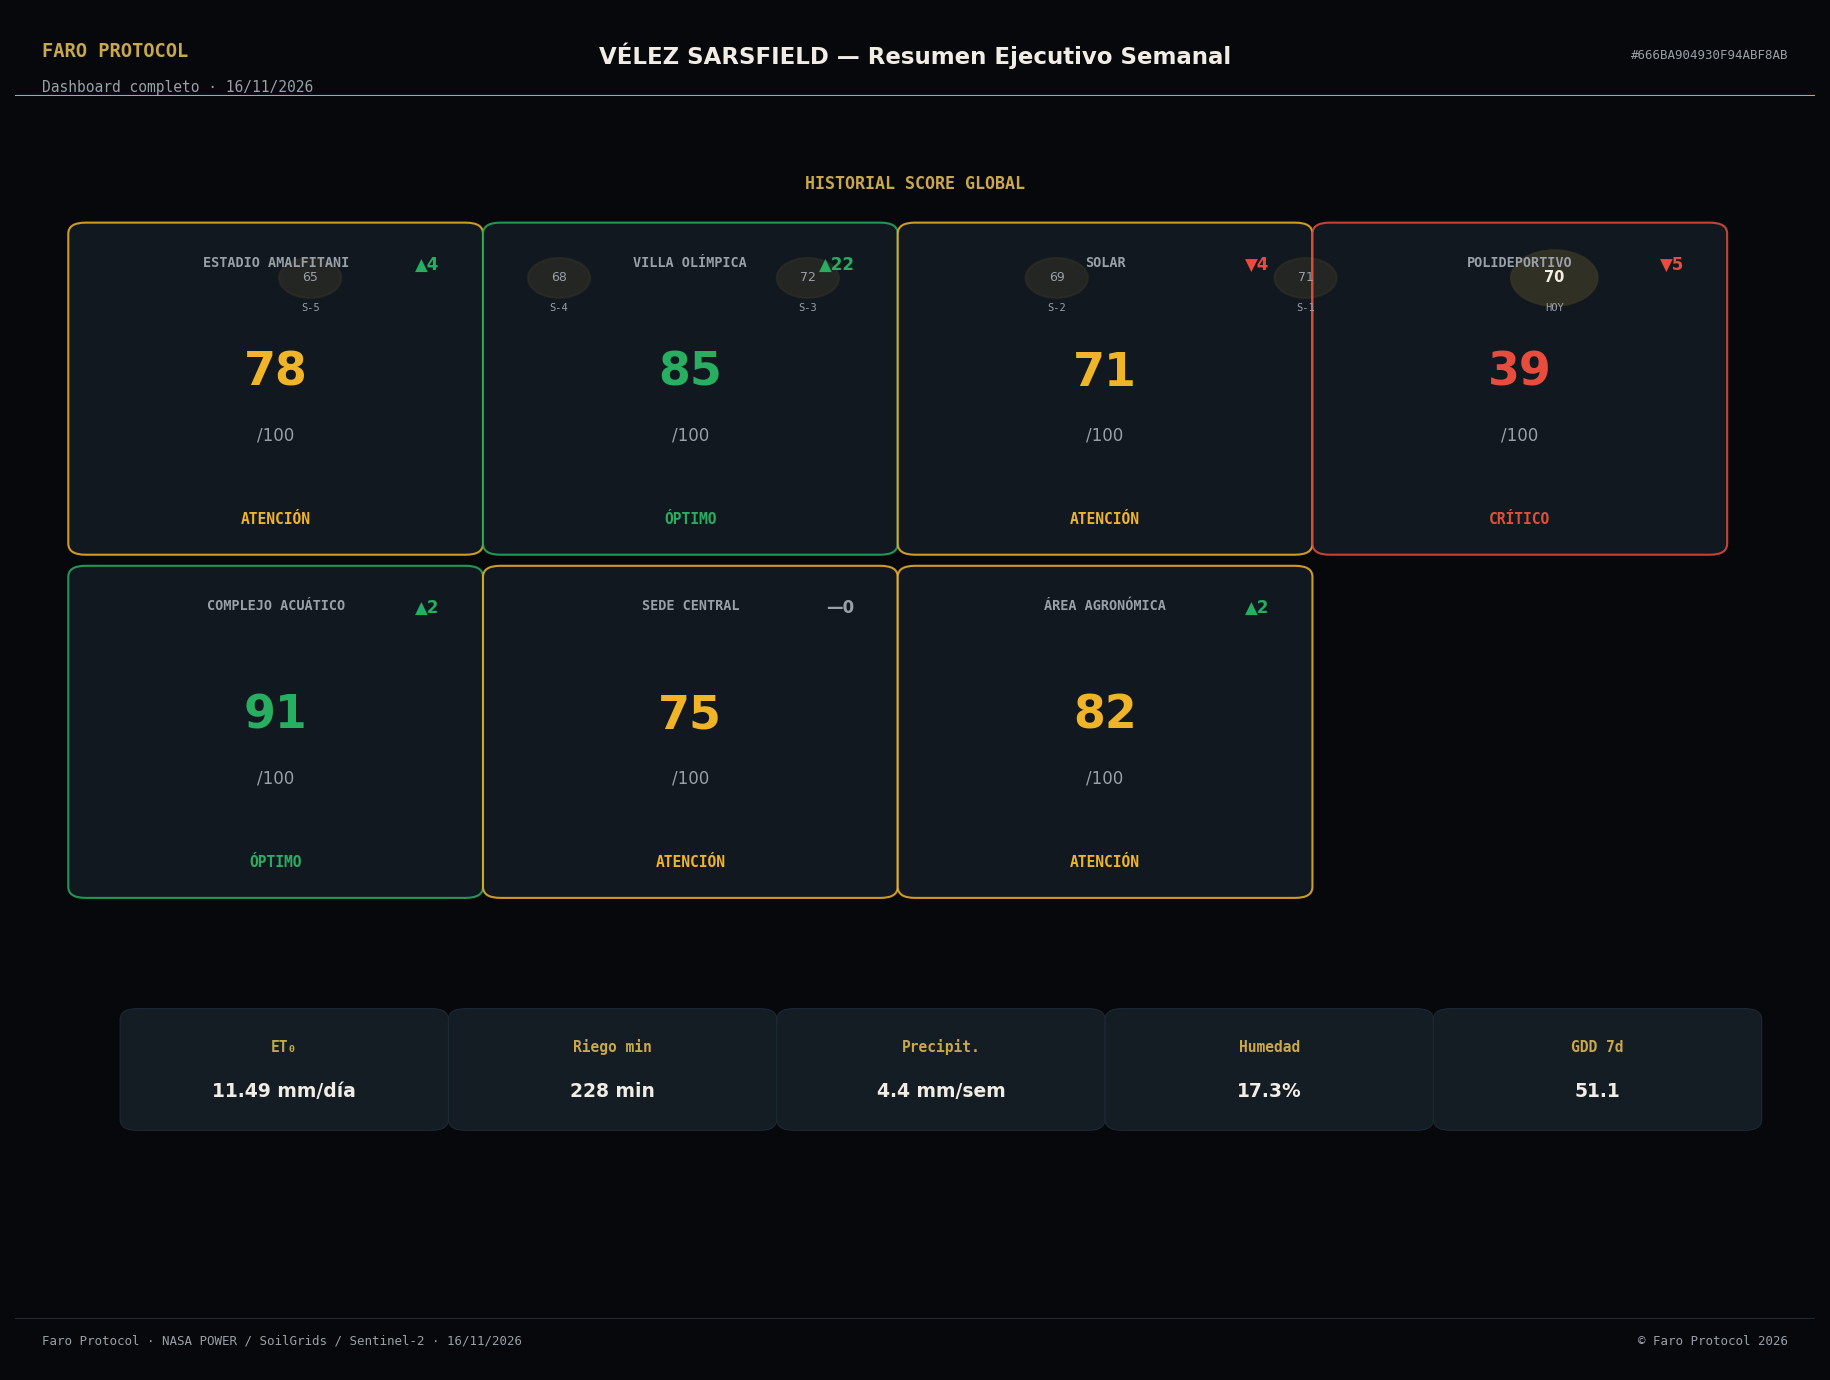 FARO PROTOCOL
VÉLEZ SARSFIELD — Resumen Ejecutivo Semanal
#666BA904930F94ABF8AB
Dashboard completo · 16/11/2026
HISTORIAL SCORE GLOBAL
ESTADIO AMALFITANI ▲4
VILLA OLÍMPICA ▲22
SOLAR ▼4
POLIDEPORTIVO ▼5
65 68 72 69 71 70
S-5 S-4 S-3 S-2 S-1 HOY
78 85 71 39
/100 /100 /100 /100
ATENCIÓN ÓPTIMO ATENCIÓN CRÍTICO
COMPLEJO ACUÁTICO ▲2
SEDE CENTRAL —0
ÁREA AGRONÓMICA ▲2
91 75 82
/100 /100 /100
ÓPTIMO ATENCIÓN ATENCIÓN
ET₀ Riego min Precipit. Humedad GDD 7d
11.49 mm/día 228 min 4.4 mm/sem 17.3% 51.1
Faro Protocol · NASA POWER / SoilGrids / Sentinel-2 · 16/11/2026
© Faro Protocol 2026